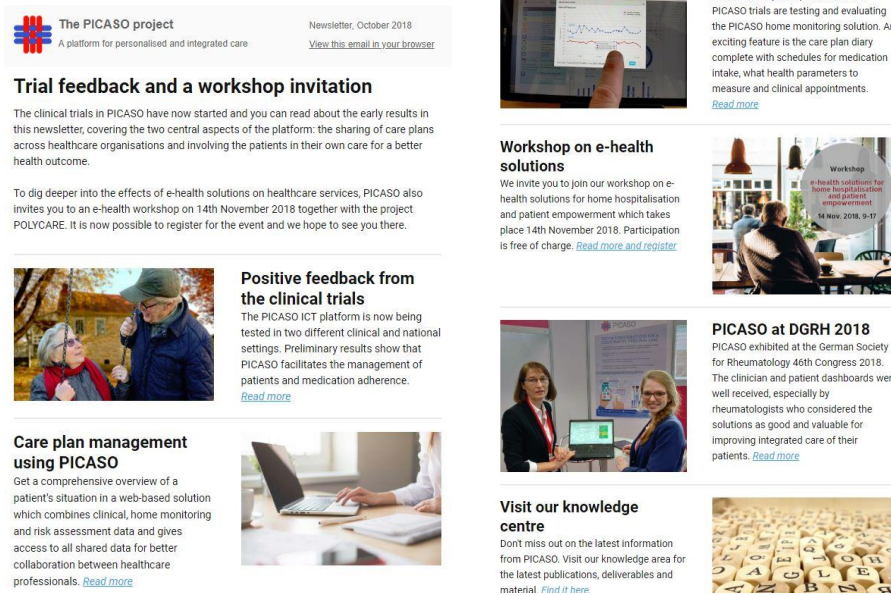 The PICASO project
A platform for personalised and integrated care
Newsletter, October 2018
View this email in your browser
Trial feedback and a workshop invitation
The clinical trials in PICASO have now started and you can read about the early results in
this newsletter, covering the two central aspects of the platform: the sharing of care plans
across healthcare organisations and involving the patients in their own care for a better
health outcome.
To dig deeper into the effects of e-health solutions on healthcare services, PICASO also
invites you to an e-health workshop on 14th November 2018 together with the project
POLYCARE. It is now possible to register for the event and we hope to see you there.
Positive feedback from
the clinical trials
The PICASO ICT platform is now being
tested in two different clinical and national
settings. Preliminary results show that
PICASO facilitates the management of
patients and medication adherence.
Read more
Care plan management
using PICASO
Get a comprehensive overview of a
patient's situation in a web-based solution
which combines clinical, home monitoring
and risk assessment data and gives
access to all shared data for better
collaboration between healthcare
professionals. Read more
PICASO trials are testing and evaluating
the PICASO home monitoring solution. An
exciting feature is the care plan diary
complete with schedules for medication
intake, what health parameters to
measure and clinical appointments.
Read more
Workshop on e-health
solutions
We invite you to join our workshop on e-
health solutions for home hospitalisation
and patient empowerment which takes
place 14th November 2018. Participation
is free of charge. Read more and register
Workshop
e-health solutions for
home hospitalisation
and patient
empowerment
14 Nov. 2018, 9-17
PICASO
PICASO at DGRH 2018
PICASO exhibited at the German Society
for Rheumatology 46th Congress 2018.
The clinician and patient dashboards wer
well received, especially by
rheumatologists who considered the
solutions as good and valuable for
improving integrated care of their
patients. Read more
Visit our knowledge
centre
Don't miss out on the latest information
from PICASO. Visit our knowledge area for
the latest publications, deliverables and
material. Find it here